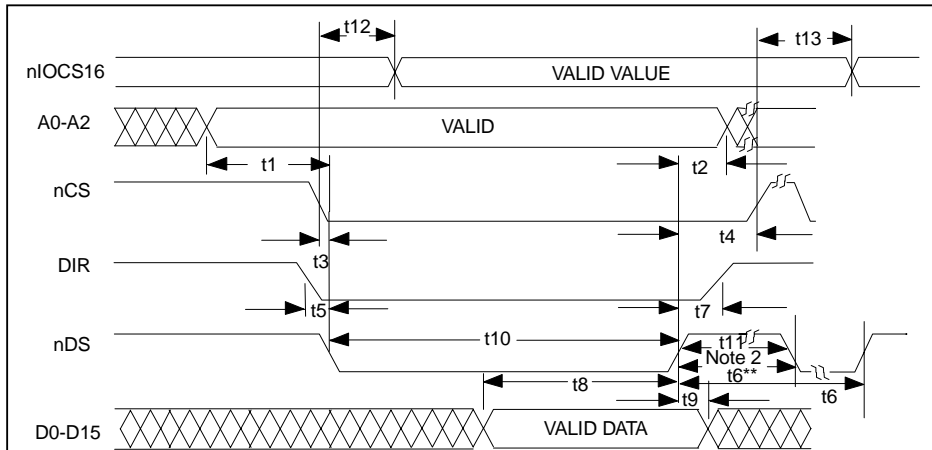 t12
t13
nIOCS16
VALID VALUE
A0-A2
VALID
t1
t2
nCS
t3
t4
DIR
t5
t7
nDS
t10
t11
Note 2
t6**
t8
t6
t9
D0-D15
VALID DATA